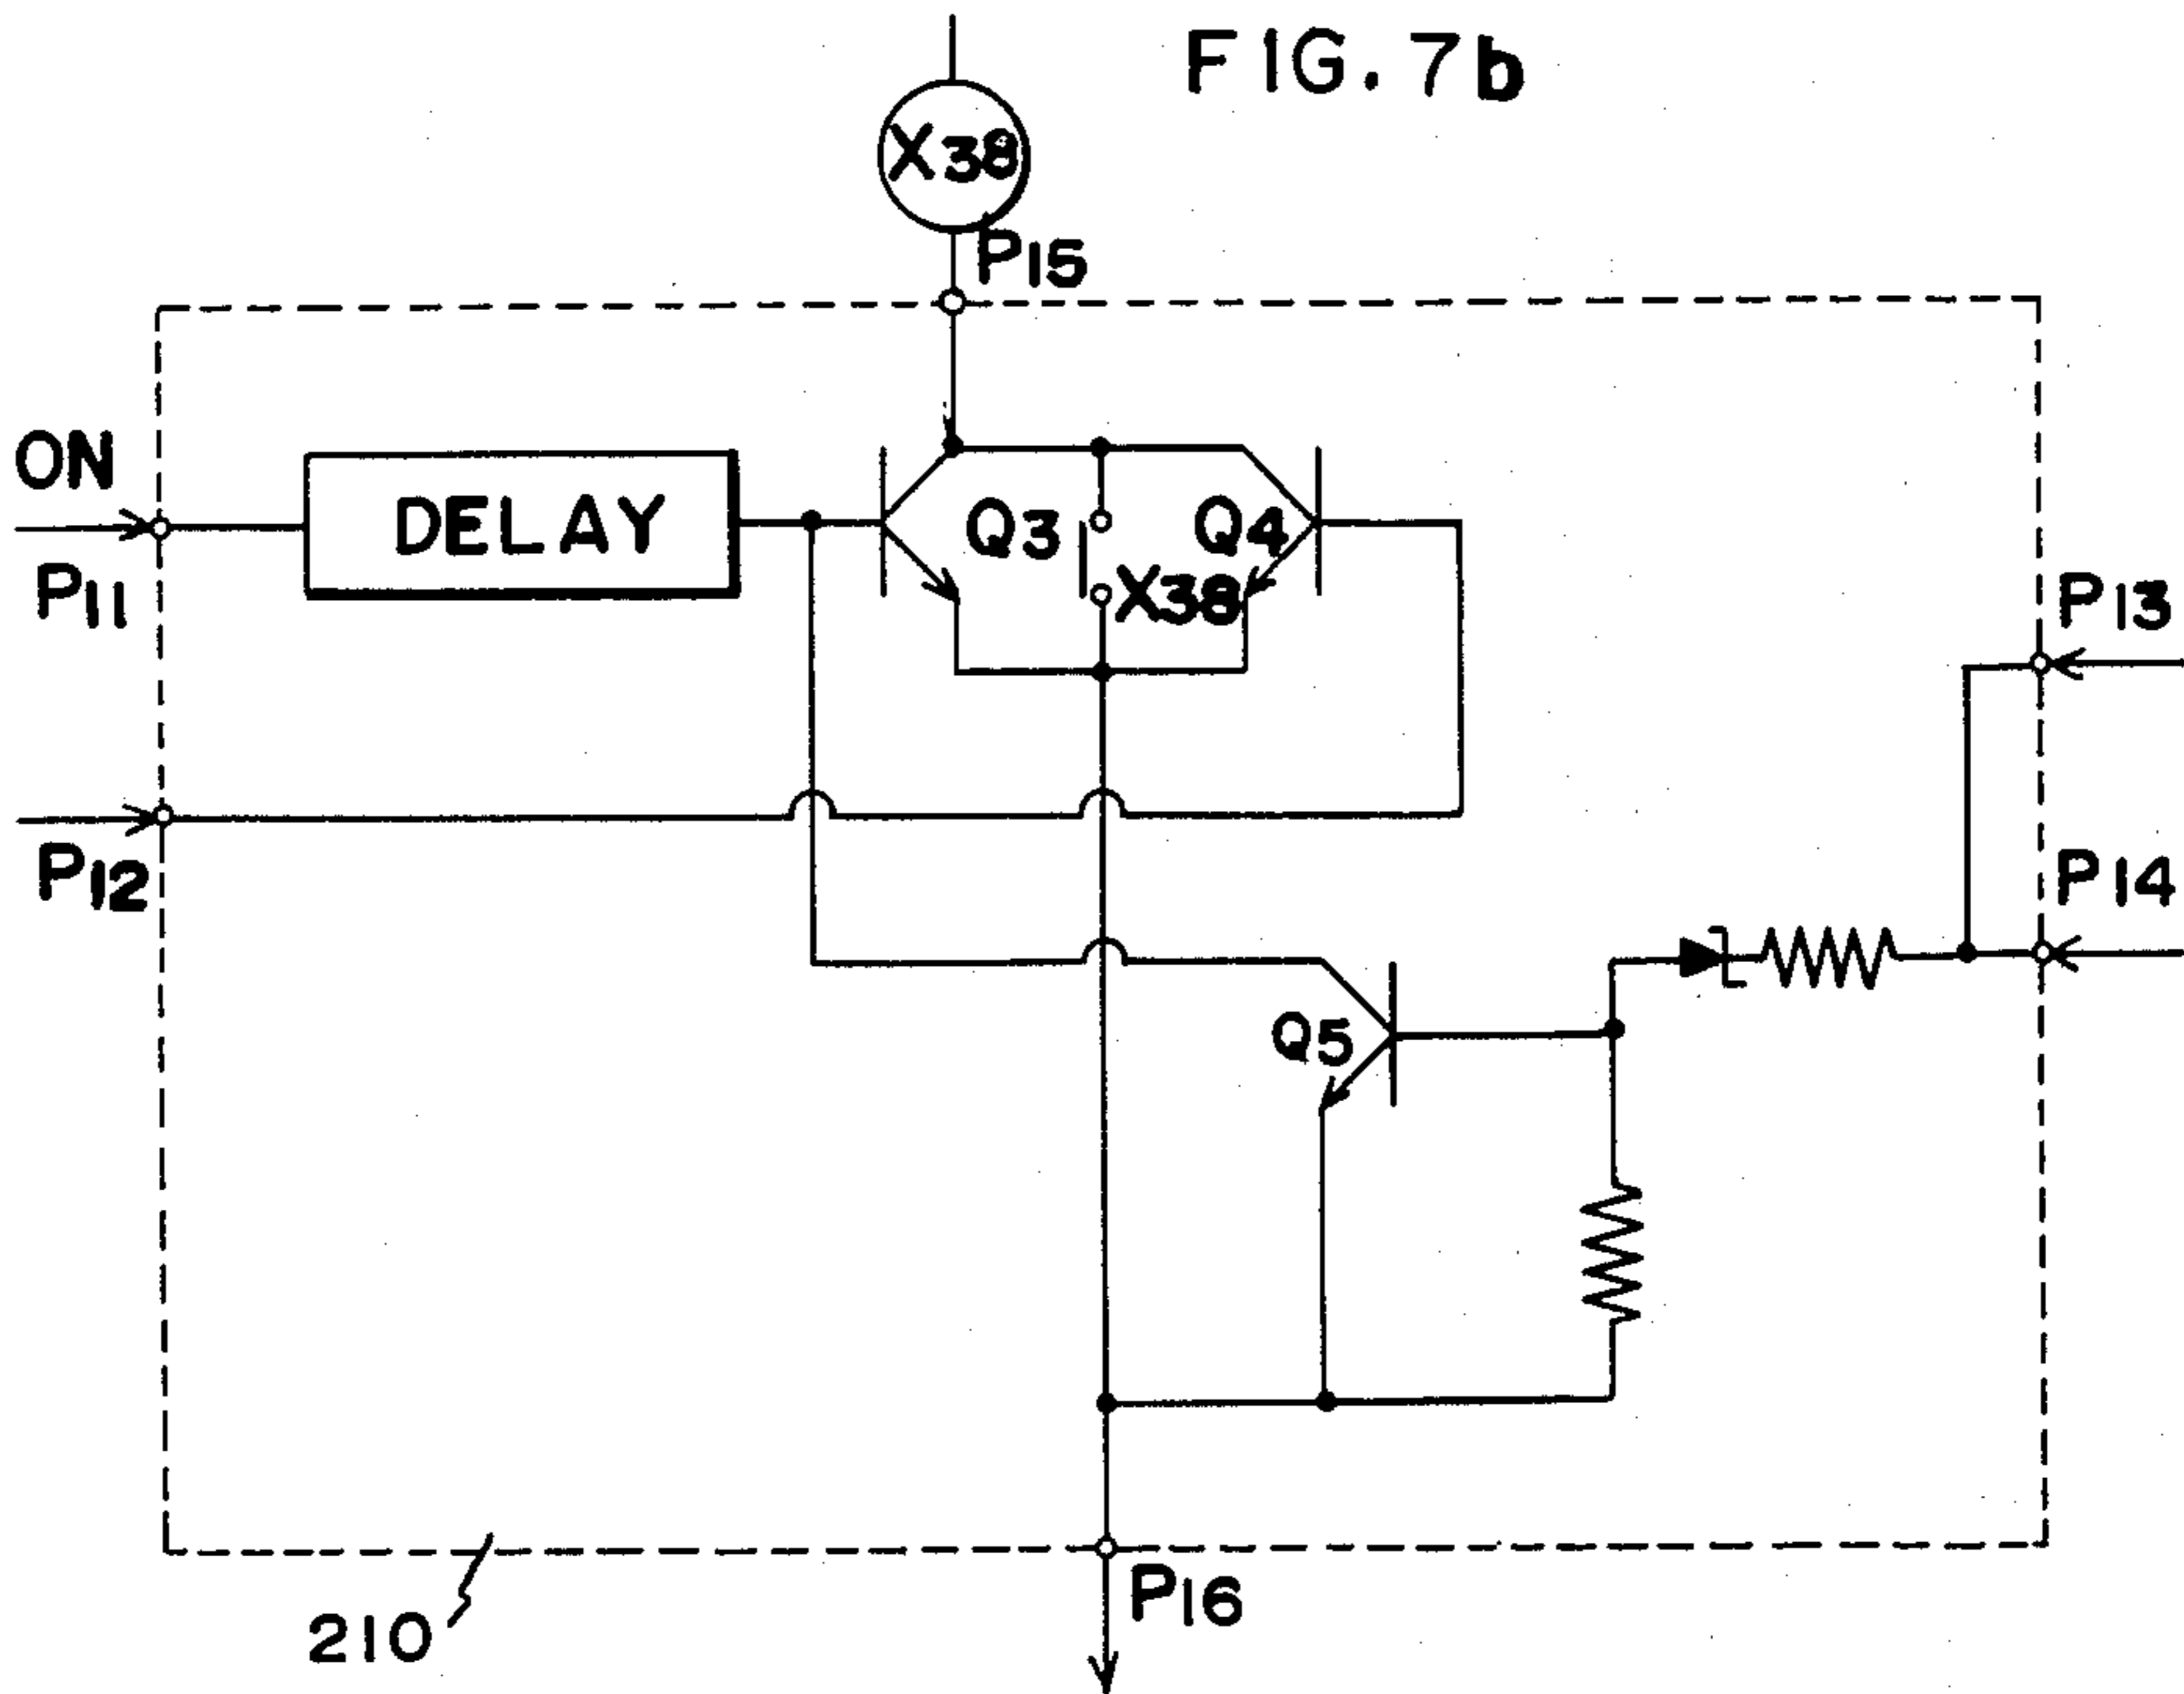 FIG. 7b
X38
P15
ON
DELAY
Q3
Q4
X38
P11
P13
P12
P14
Q5
P16
210